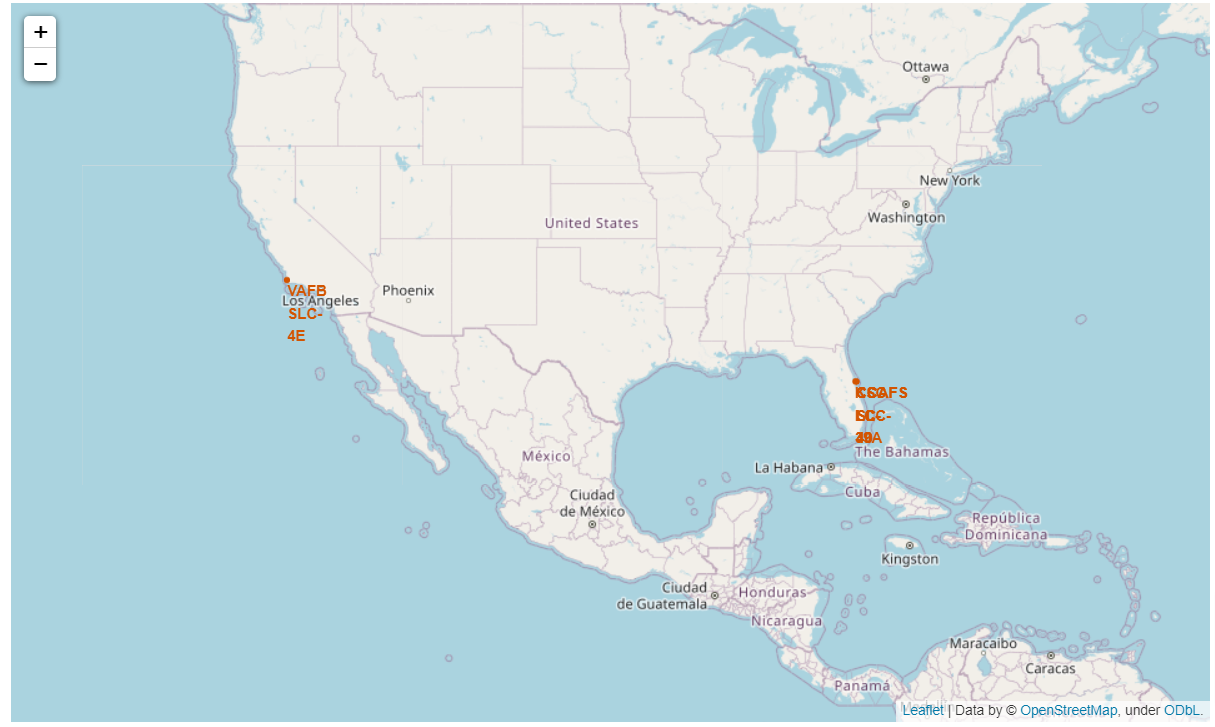 +
−
Ottawa
New York
Washington
United States
VAFB
SLC-
4E
Los Angeles
Phoenix
México
Ciudad
de México
The Bahamas
La Habana
Cuba
República
Dominicana
Kingston
Ciudad
de Guatemala
Honduras
Nicaragua
Maracaibo
Caracas
Panamá
Leaflet | Data by © OpenStreetMap, under ODbL.